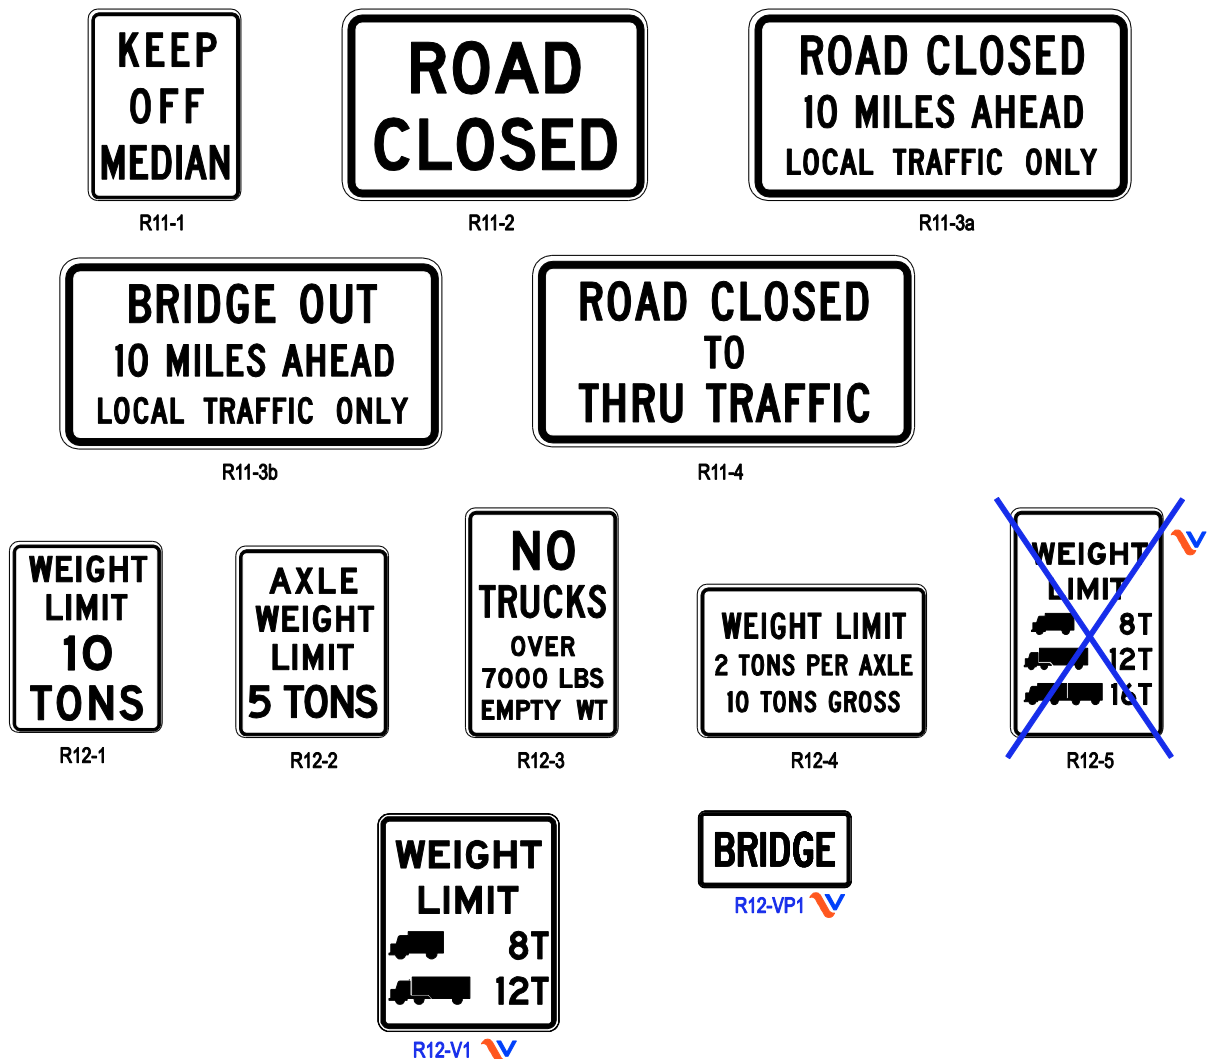 KEEP
OFF
MEDIAN
R11-1
ROAD
CLOSED
R11-2
ROAD CLOSED
10 MILES AHEAD
LOCAL TRAFFIC ONLY
R11-3a
BRIDGE OUT
10 MILES AHEAD
LOCAL TRAFFIC ONLY
R11-3b
ROAD CLOSED
TO
THRU TRAFFIC
R11-4
WEIGHT
LIMIT
10
TONS
R12-1
AXLE
WEIGHT
LIMIT
5 TONS
R12-2
NO
TRUCKS
OVER
7000 LBS
EMPTY WT
R12-3
WEIGHT LIMIT
2 TONS PER AXLE
10 TONS GROSS
R12-4
WEIGHT
LIMIT
8T
12T
16T
R12-5
WEIGHT
LIMIT
8T
12T
R12-V1
BRIDGE
R12-VP1